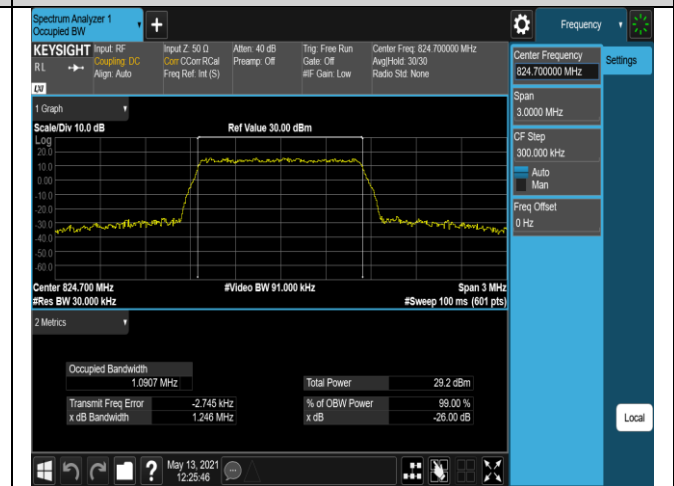 Spectrum Analyzer 1
Occupied BW
+
Frequency
KEYSIGHT Input: RF Input Z: 50 Ω Atten: 40 dB Trig: Free Run Center Freq: 824.700000 MHz
RL Coupling: DC Corr CCorr RCal Preamp: Off Gate: Off Avg|Hold: 30/30
Align: Auto Freq Ref: Int (S) #IF Gain: Low Radio Std: None
LXI
Center Frequency
824.700000 MHz
Settings
Span
3.0000 MHz
CF Step
300.000 kHz
Auto
Man
Freq Offset
0 Hz
Local
1 Graph
Scale/Div 10.0 dB Ref Value 30.00 dBm
Log
20.0
10.0
0.00
-10.0
-20.0
-30.0
-40.0
-50.0
-60.0
Center 824.700 MHz #Video BW 91.000 kHz Span 3 MHz
#Res BW 30.000 kHz #Sweep 100 ms (601 pts)
2 Metrics
Occupied Bandwidth
1.0907 MHz Total Power 29.2 dBm
Transmit Freq Error -2.745 kHz % of OBW Power 99.00 %
x dB Bandwidth 1.246 MHz x dB -26.00 dB
? May 13, 2021
12:25:46